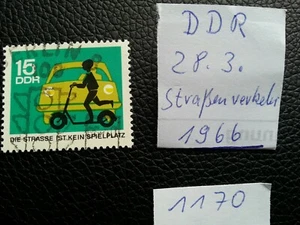 15
DDR
DIE STRASSE IST KEIN SPIELPLATZ
DDR
28. 3.
Straßenverkehr
1966
1170